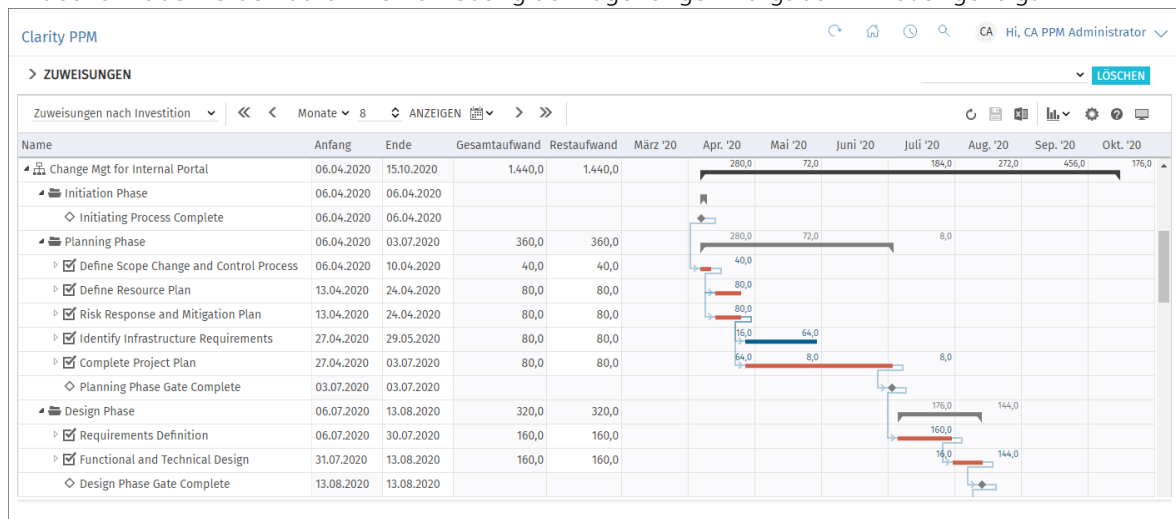 Clarity PPM CA Hi, CA PPM Administrator
ZUWEISUNGEN LÖSCHEN
Zuweisungen nach Investition Monate 8 ANZEIGEN
Name Anfang Ende Gesamtaufwand Restaufwand März '20 Apr. '20 Mai '20 Juni '20 Juli '20 Aug. '20 Sep. '20 Okt. '20
Change Mgt for Internal Portal 06.04.2020 15.10.2020 1.440,0 1.440,0 280,0 72,0 184,0 272,0 456,0 176,0
Initiation Phase 06.04.2020 06.04.2020
Initiating Process Complete 06.04.2020 06.04.2020
Planning Phase 06.04.2020 03.07.2020 360,0 360,0 280,0 72,0 8,0
Define Scope Change and Control Process 06.04.2020 10.04.2020 40,0 40,0 40,0
Define Resource Plan 13.04.2020 24.04.2020 80,0 80,0 80,0
Risk Response and Mitigation Plan 13.04.2020 24.04.2020 80,0 80,0 80,0
Identify Infrastructure Requirements 27.04.2020 29.05.2020 80,0 80,0 16,0 64,0
Complete Project Plan 27.04.2020 03.07.2020 80,0 80,0 64,0 8,0 8,0
Planning Phase Gate Complete 03.07.2020 03.07.2020
Design Phase 06.07.2020 13.08.2020 320,0 320,0 176,0 144,0
Requirements Definition 06.07.2020 30.07.2020 160,0 160,0 160,0
Functional and Technical Design 31.07.2020 13.08.2020 160,0 160,0 16,0 144,0
Design Phase Gate Complete 13.08.2020 13.08.2020